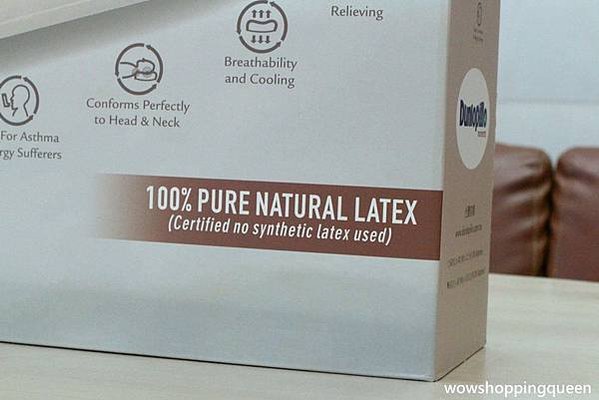 Relieving
Breathability
and Cooling
Conforms Perfectly
to Head & Neck
For Asthma
rgy Sufferers
100% PURE NATURAL LATEX
(Certified no synthetic latex used)
Dunlopillo
wowshoppingqueen